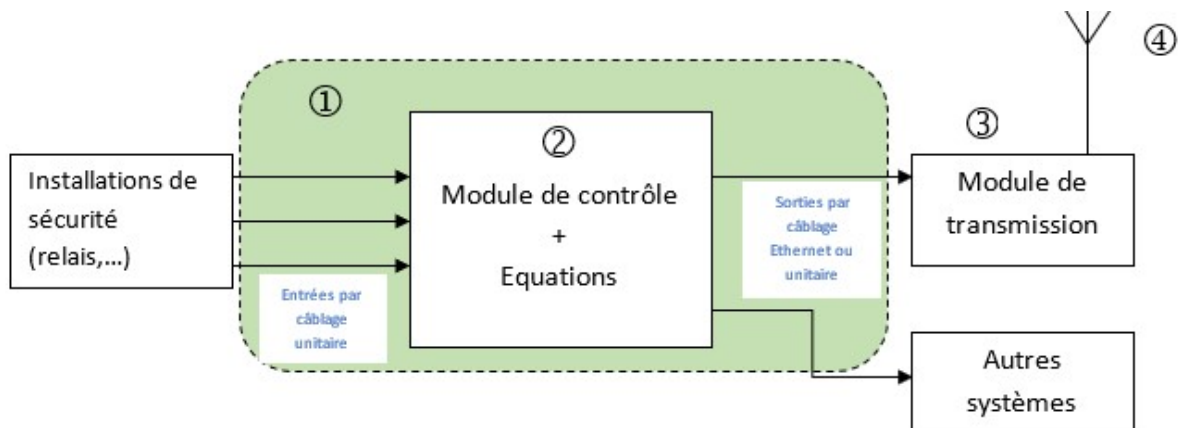 ①
④
②
③
Installations de
sécurité
(relais,...)
Module de contrôle
+
Equations
Entrées par
câblage
unitaire
Sorties par
câblage
Ethernet ou
unitaire
Module de
transmission
Autres
systèmes